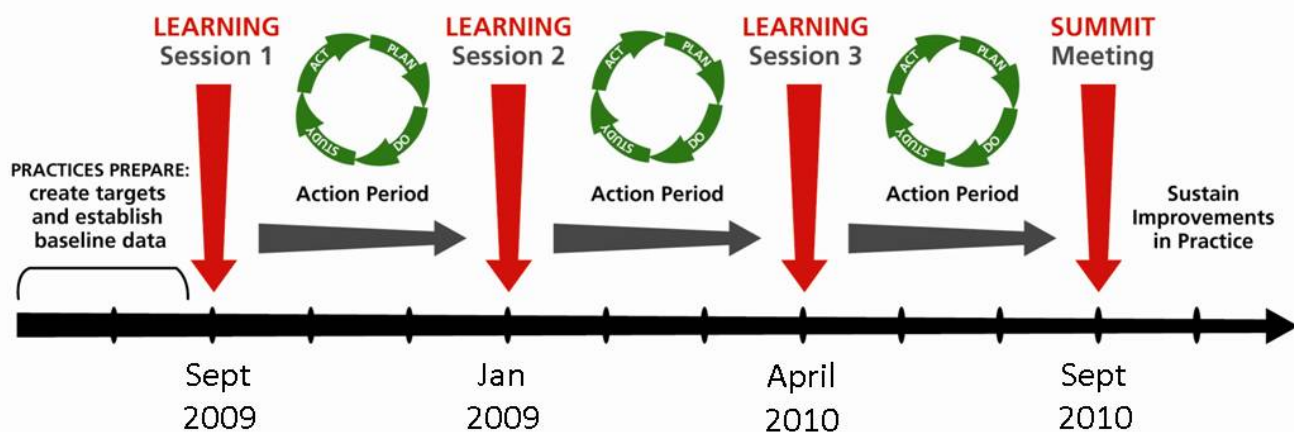 LEARNING
Session 1
ACT
PLAN
DO
STUDY
LEARNING
Session 2
ACT
PLAN
DO
STUDY
LEARNING
Session 3
ACT
PLAN
DO
STUDY
SUMMIT
Meeting
PRACTICES PREPARE:
create targets
and establish
baseline data
Action Period
Action Period
Action Period
Sustain
Improvements
in Practice
Sept
2009
Jan
2009
April
2010
Sept
2010